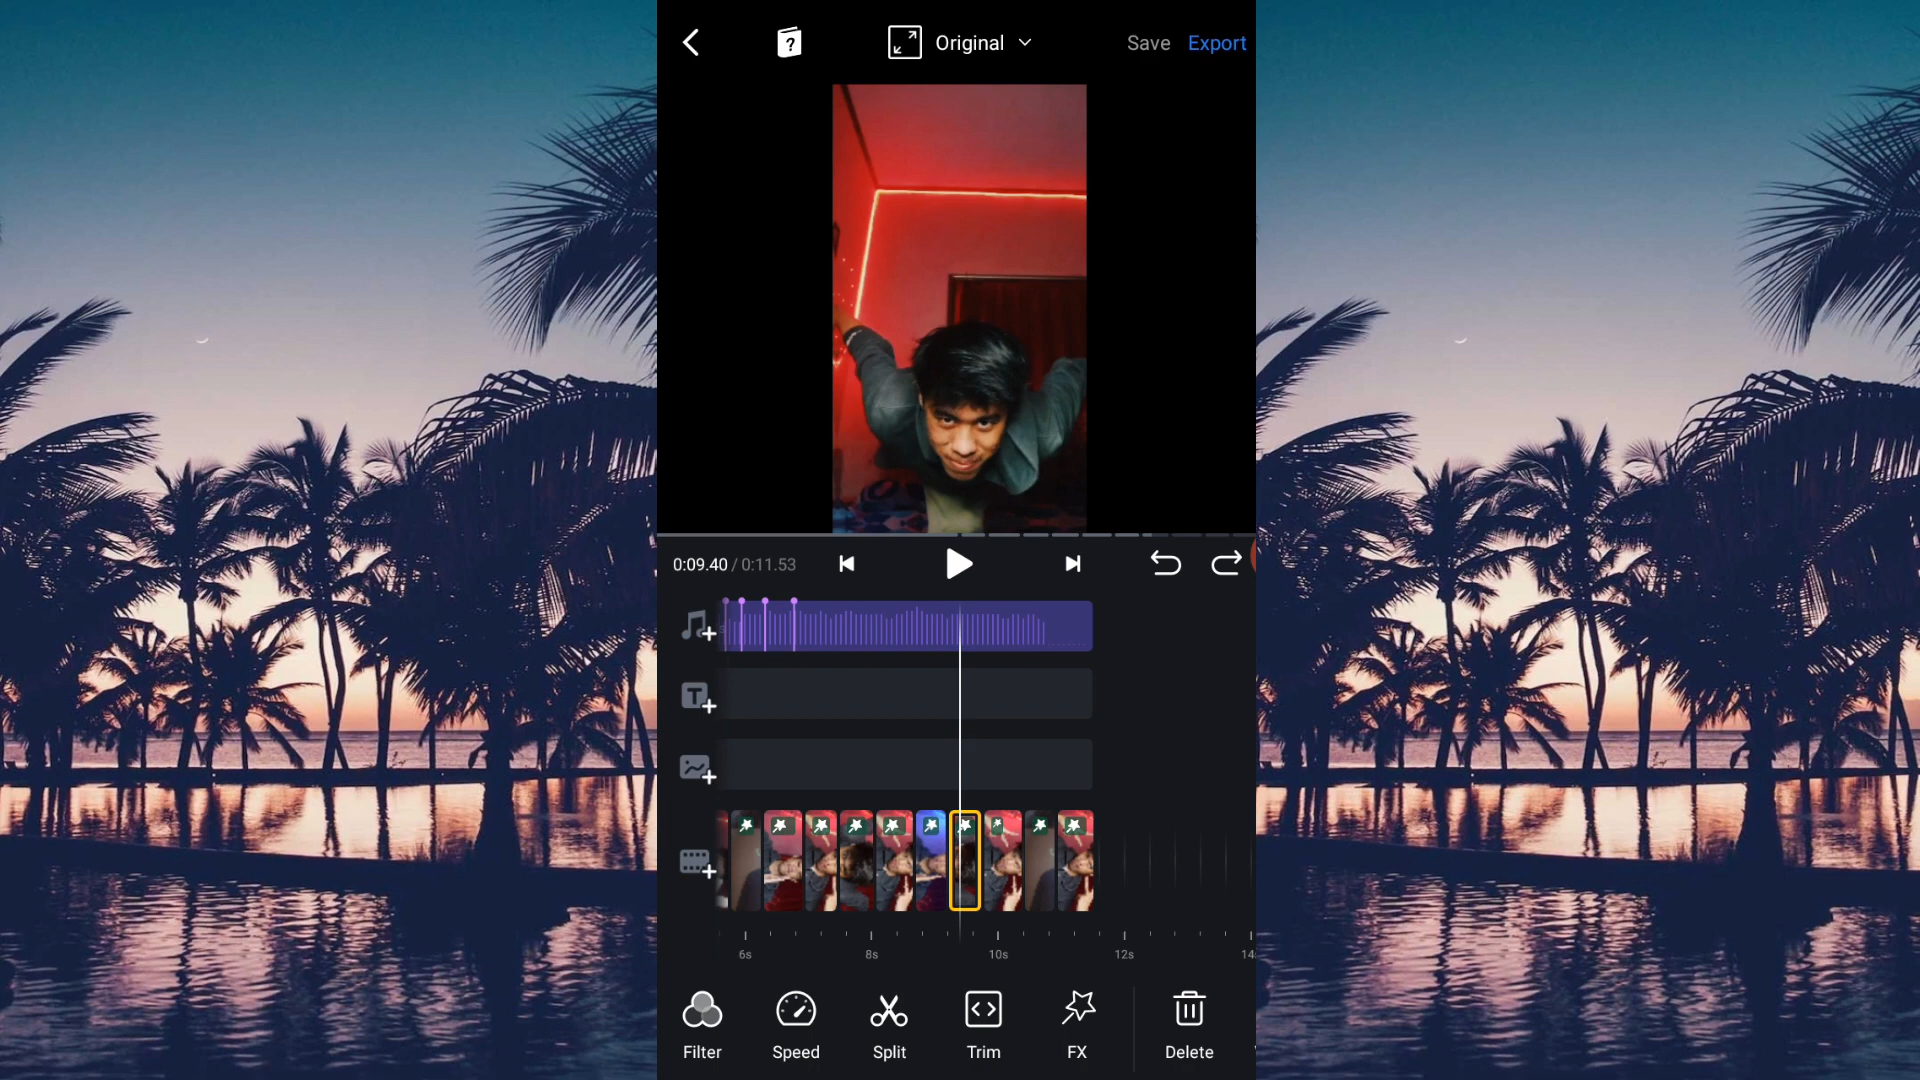 Original
Save
Export
0:09.40 / 0:11.53
6s
8s
10s
12s
Filter
Speed
Split
Trim
FX
Delete